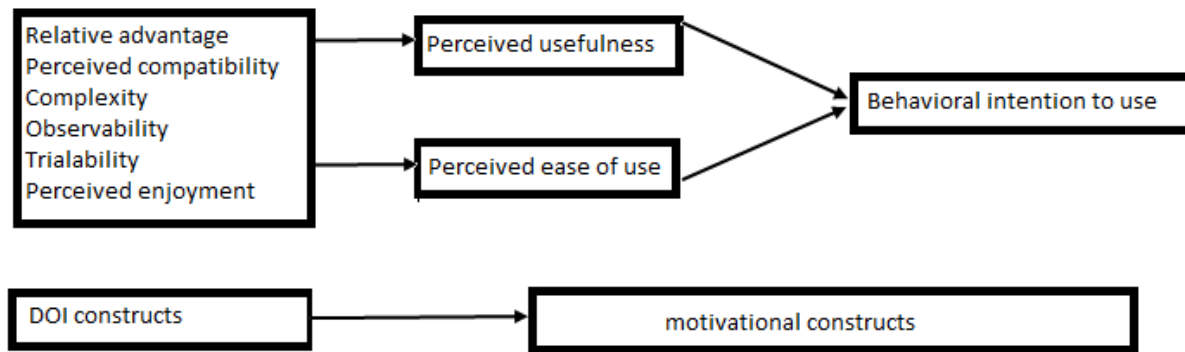 Relative advantage
Perceived compatibility
Complexity
Observability
Trialability
Perceived enjoyment
Perceived usefulness
Perceived ease of use
Behavioral intention to use
DOI constructs
motivational constructs